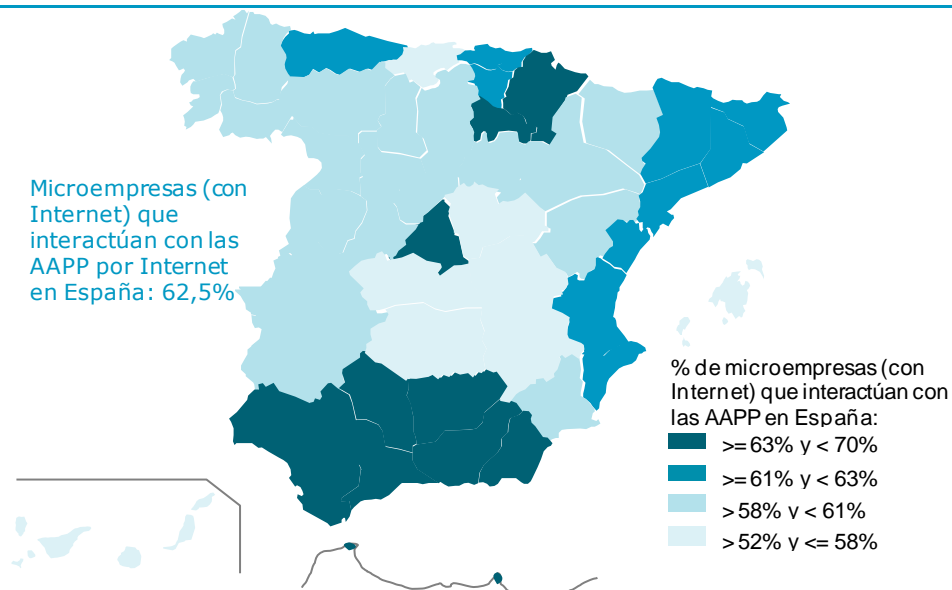 Microempresas (con
Internet) que
interactúan con las
AAPP por Internet
en España: 62,5%
% de microempresas (con
Internet) que interactúan con
las AAPP en España:
>=63% y < 70%
>=61% y < 63%
>58% y < 61%
>52% y <= 58%